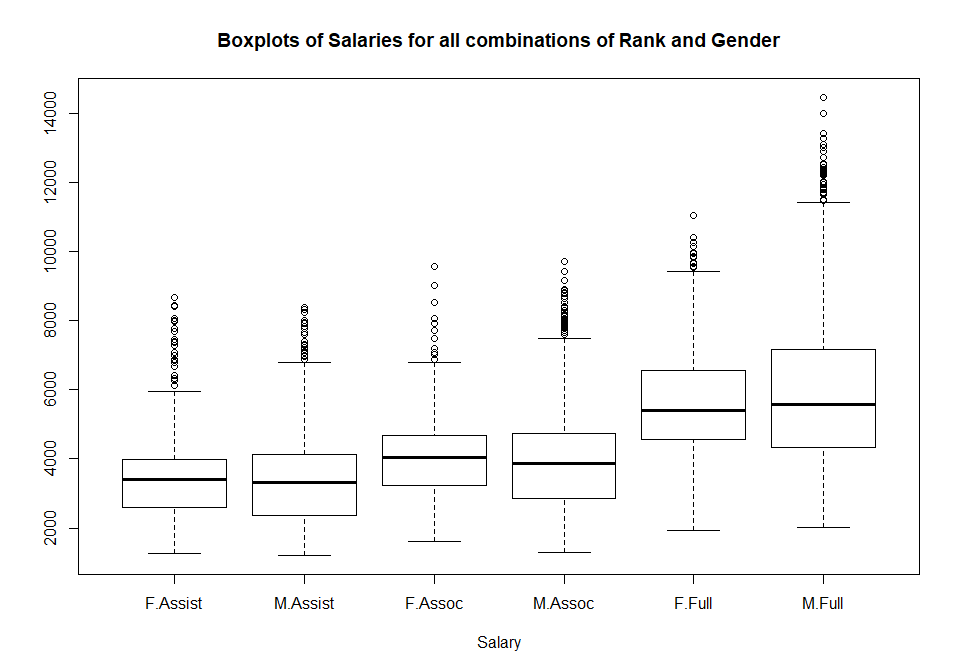 Boxplots of Salaries for all combinations of Rank and Gender
14000
12000
10000
8000
6000
4000
2000
F.Assist M.Assist F.Assoc M.Assoc F.Full M.Full
Salary